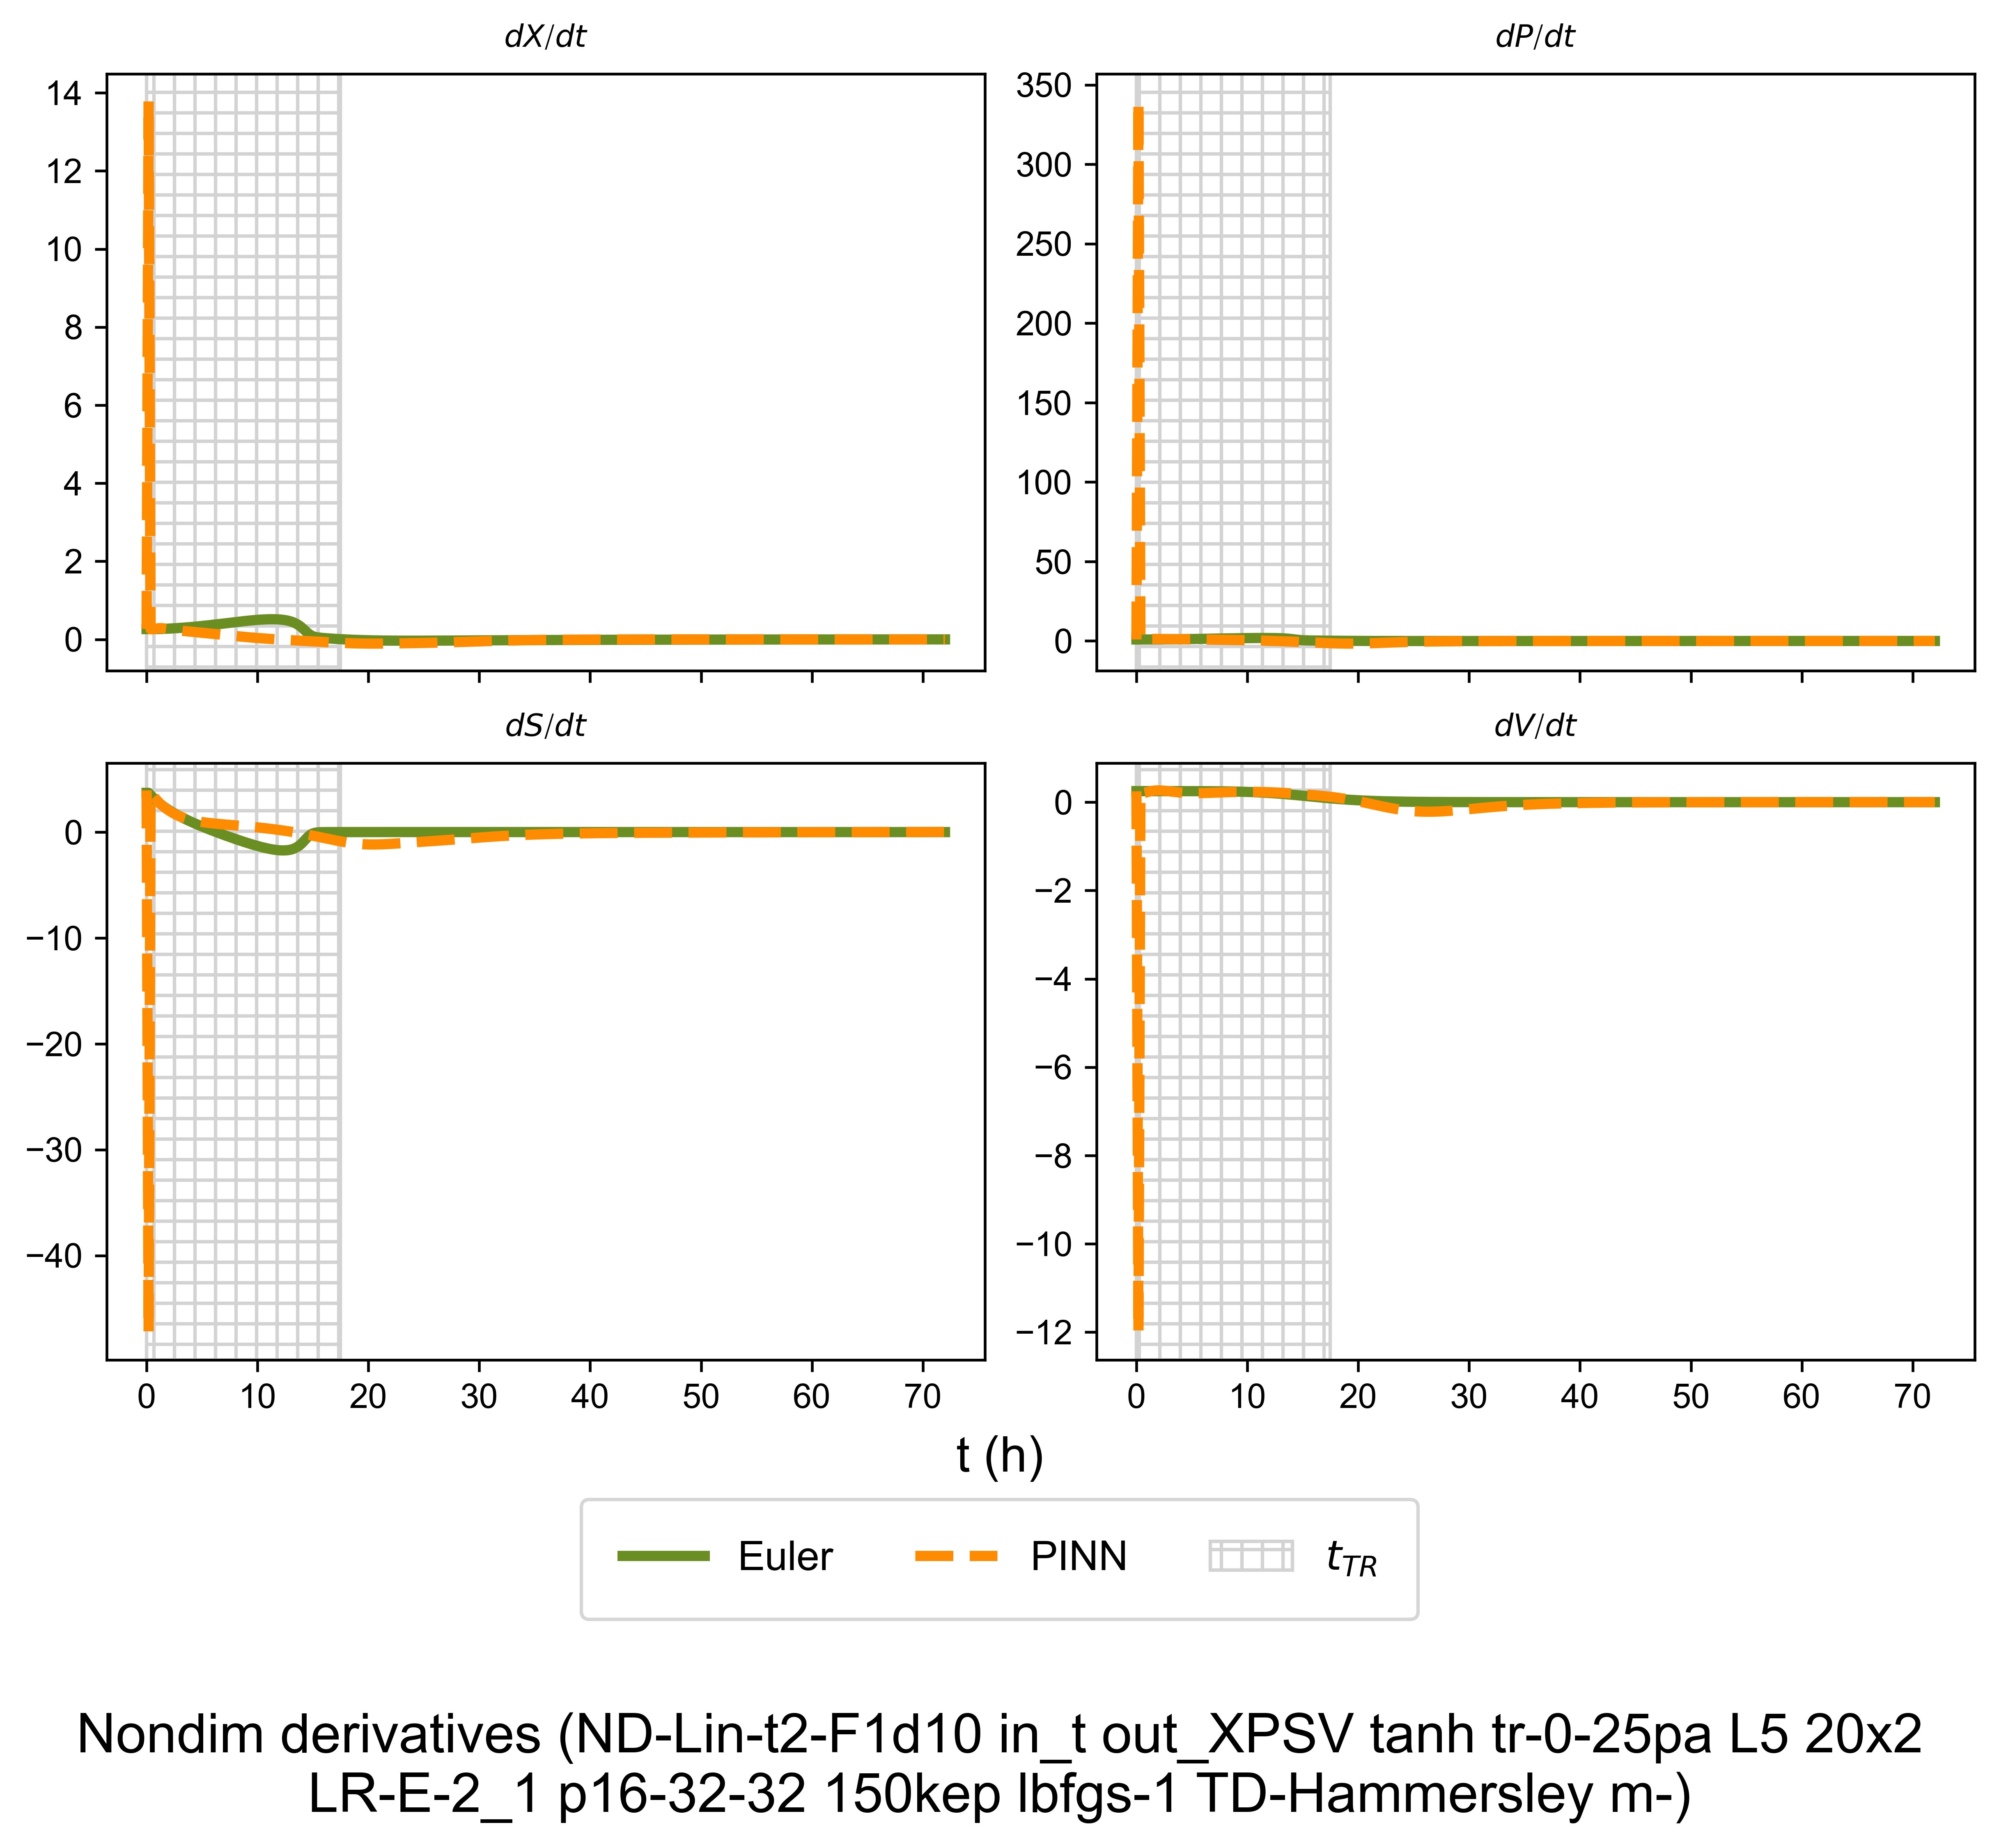 dX/dt
dP/dt
14
12
10
8
6
4
2
0
350
300
250
200
150
100
50
0
dS/dt
dV/dt
0
−10
−20
−30
−40
0
−2
−4
−6
−8
−10
−12
0 10 20 30 40 50 60 70
0 10 20 30 40 50 60 70
t (h)
Euler PINN t_TR
Nondim derivatives (ND-Lin-t2-F1d10 in_t out_XPSV tanh tr-0-25pa L5 20x2
LR-E-2_1 p16-32-32 150kep lbfgs-1 TD-Hammersley m-)